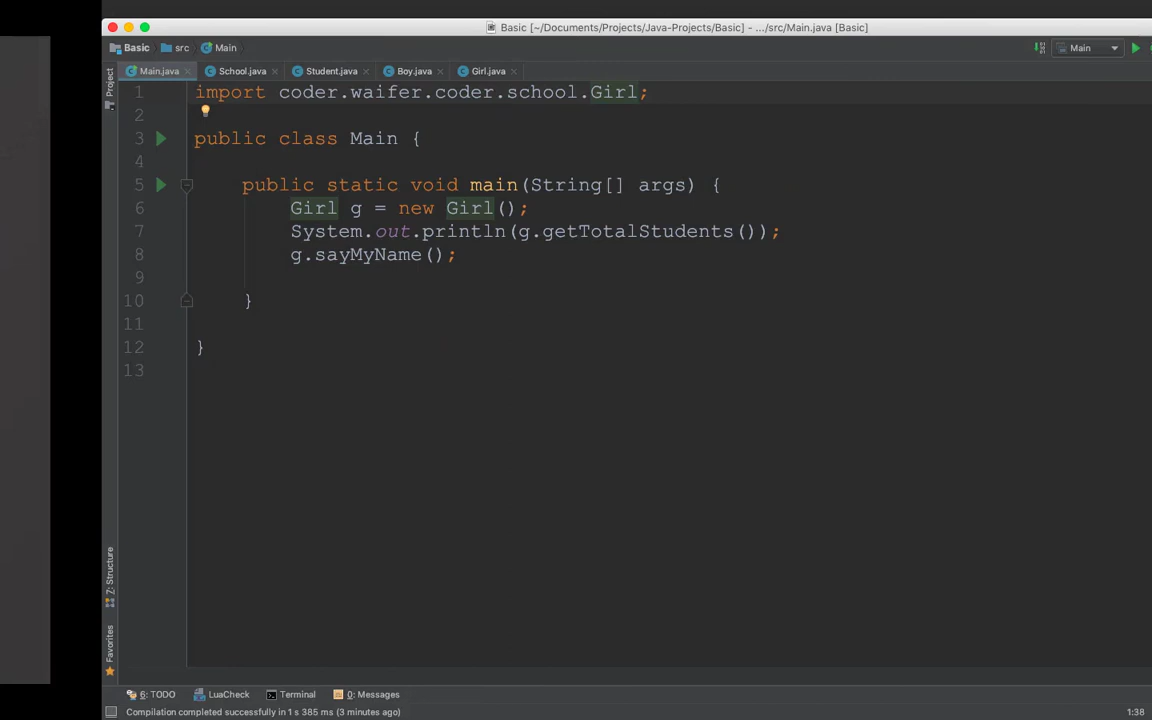 Basic [~/Documents/Projects/Java-Projects/Basic] - .../src/Main.java [Basic]
Basic src Main Main
Main.java School.java Student.java Boy.java Girl.java
Project
1 import coder.waifer.coder.school.Girl;
2
3 public class Main {
4
5 public static void main(String[] args) {
6 Girl g = new Girl();
7 System.out.println(g.getTotalStudents());
8 g.sayMyName();
9
10 }
11
12 }
13
Z: Structure
Favorites
6: TODO LuaCheck Terminal 0: Messages
Compilation completed successfully in 1 s 385 ms (3 minutes ago) 1:38